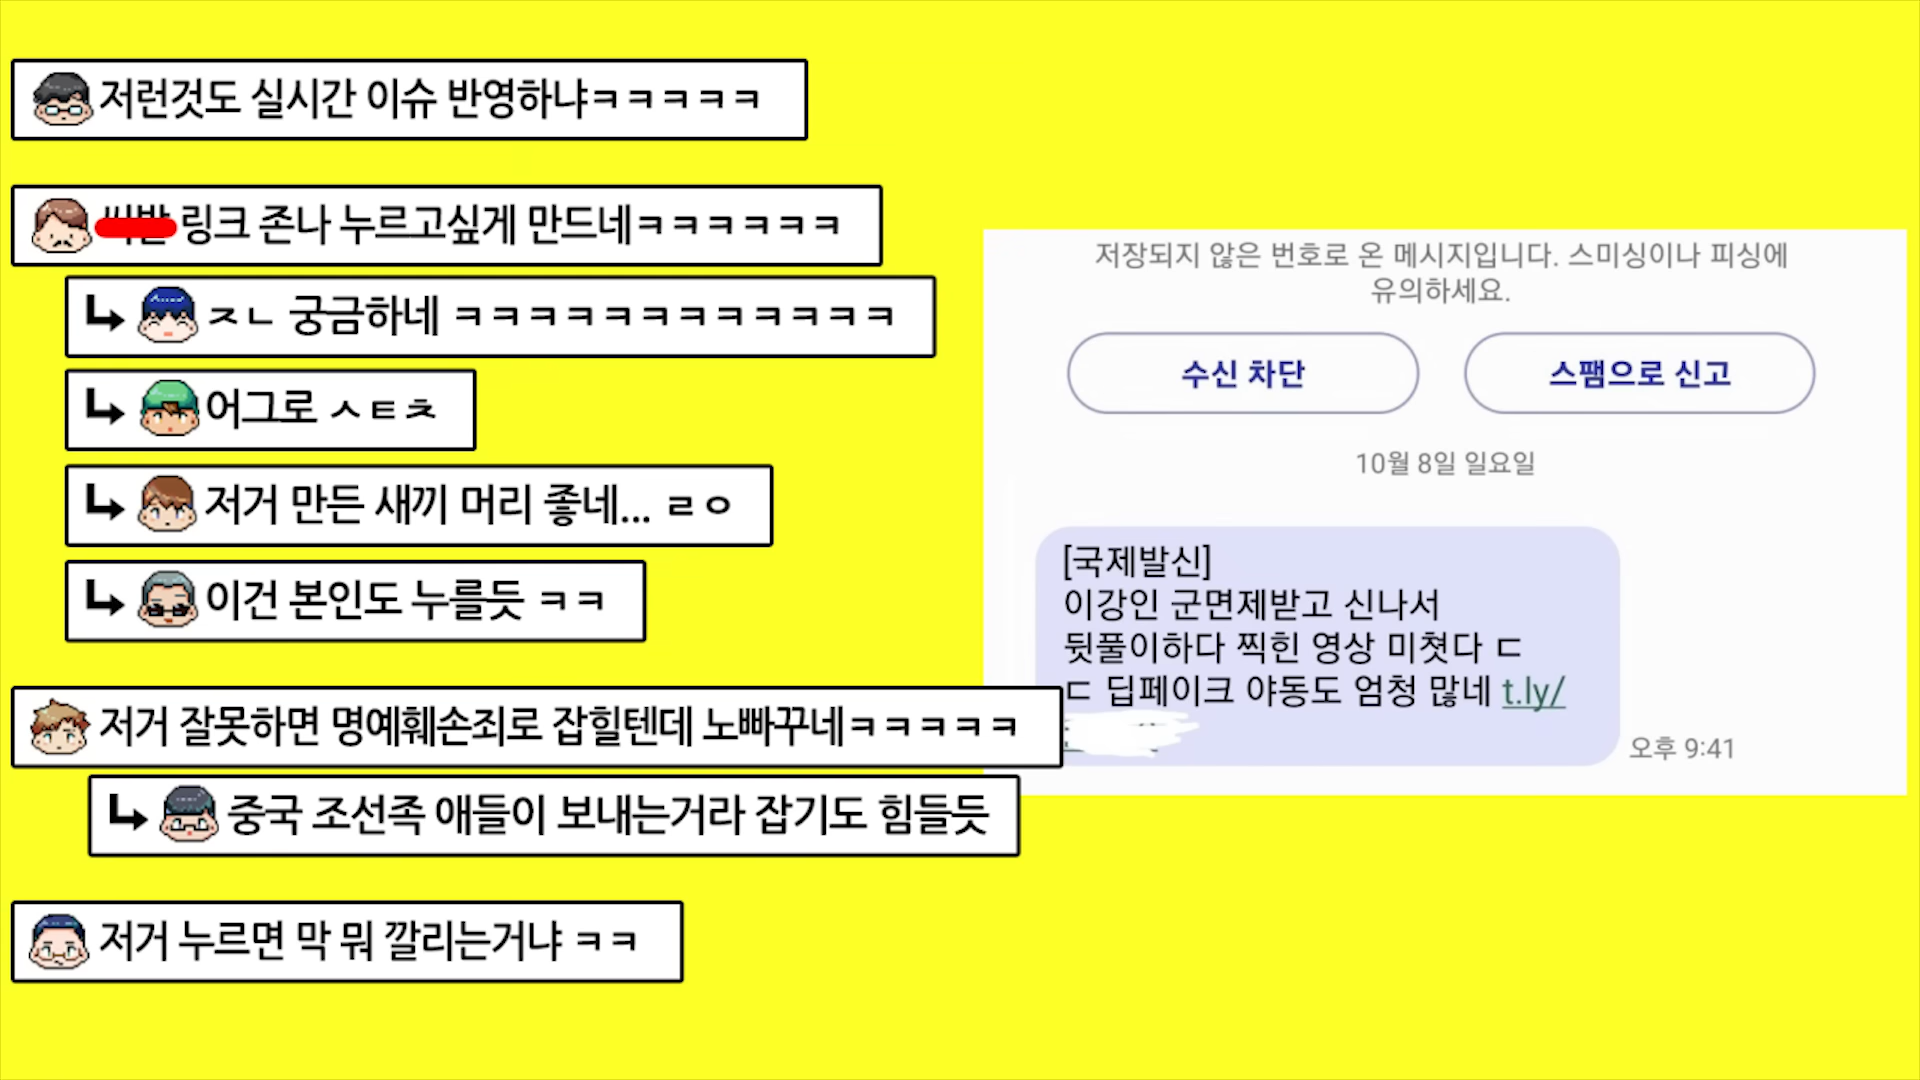 저런것도 실시간 이슈 반영하냐ㅋㅋㅋㅋㅋ
링크 존나 누르고싶게 만드네ㅋㅋㅋㅋㅋㅋ
ㅈㄴ 궁금하네 ㅋㅋㅋㅋㅋㅋㅋㅋㅋㅋㅋㅋ
어그로 ㅅㅌㅊ
저거 만든 새끼 머리 좋네... ㄹㅇ
이건 본인도 누를듯 ㅋㅋ
저거 잘못하면 명예훼손죄로 잡힐텐데 노빠꾸네ㅋㅋㅋㅋㅋ
중국 조선족 애들이 보내는거라 잡기도 힘들듯
저거 누르면 막 뭐 깔리는거냐 ㅋㅋ
저장되지 않은 번호로 온 메시지입니다. 스미싱이나 피싱에
유의하세요.
수신 차단
스팸으로 신고
10월 8일 일요일
[국제발신]
이강인 군면제받고 신나서
뒷풀이하다 찍힌 영상 미쳣다 ㄷ
ㄷ 딥페이크 야동도 엄청 많네 t.ly/
오후 9:41